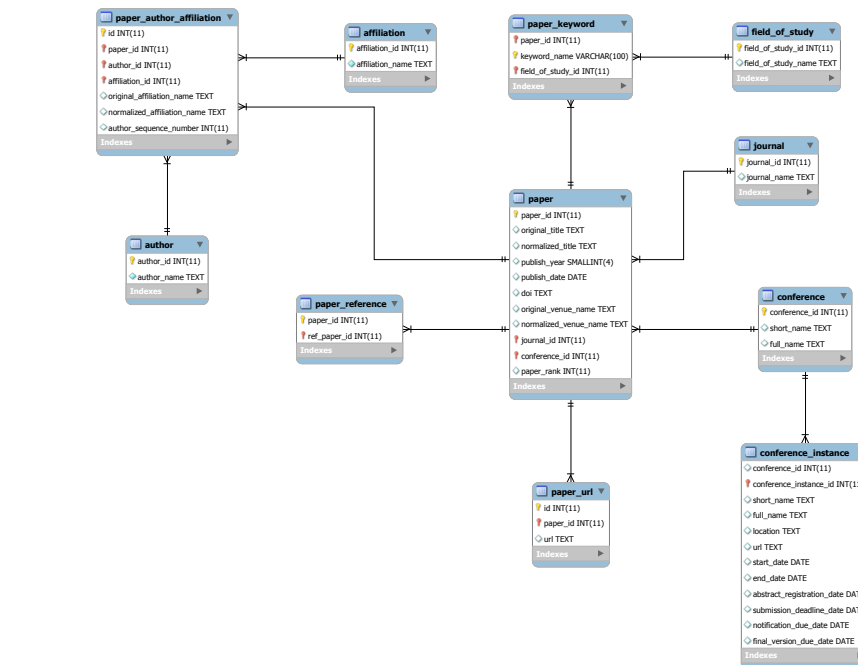 paper_author_affiliation
id INT(11)
paper_id INT(11)
author_id INT(11)
affiliation_id INT(11)
original_affiliation_name TEXT
normalized_affiliation_name TEXT
author_sequence_number INT(11)
Indexes
affiliation
affiliation_id INT(11)
affiliation_name TEXT
Indexes
paper_keyword
paper_id INT(11)
keyword_name VARCHAR(100)
field_of_study_id INT(11)
Indexes
field_of_study
field_of_study_id INT(11)
field_of_study_name TEXT
Indexes
journal
journal_id INT(11)
journal_name TEXT
Indexes
paper
paper_id INT(11)
original_title TEXT
normalized_title TEXT
publish_year SMALLINT(4)
publish_date DATE
doi TEXT
original_venue_name TEXT
normalized_venue_name TEXT
journal_id INT(11)
conference_id INT(11)
paper_rank INT(11)
Indexes
author
author_id INT(11)
author_name TEXT
Indexes
paper_reference
paper_id INT(11)
ref_paper_id INT(11)
Indexes
conference
conference_id INT(11)
short_name TEXT
full_name TEXT
Indexes
paper_url
id INT(11)
paper_id INT(11)
url TEXT
Indexes
conference_instance
conference_id INT(11)
conference_instance_id
short_name TEXT
full_name TEXT
location TEXT
url TEXT
start_date DATE
end_date DATE
abstract_registration_date
submission_deadline_date
notification_due_date DATE
final_version_due_date DATE
Indexes